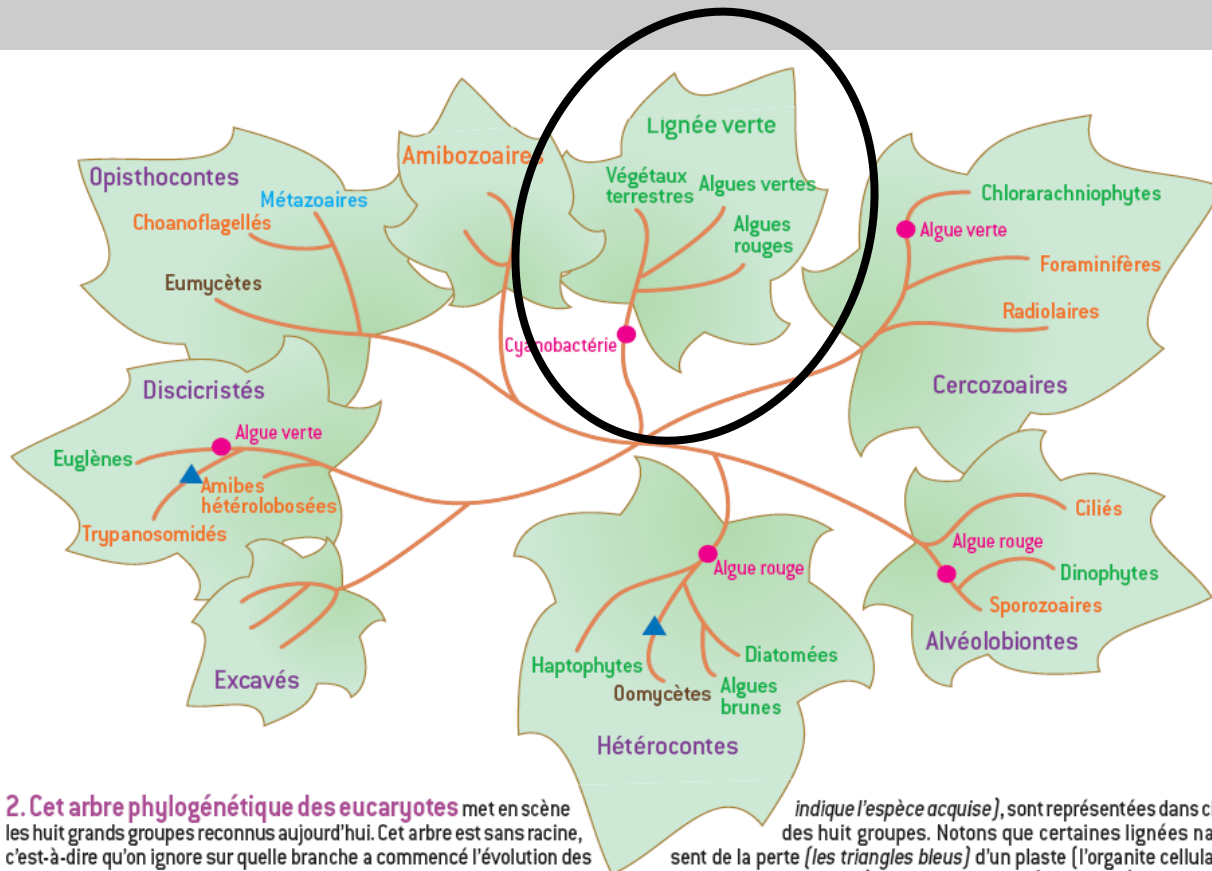 Lignée verte
Amibozoaires
Opisthocontes
Végétaux
terrestres
Algues vertes
Métazoaires
Chlorarachniophytes
Choanoflagellés
Algues
rouges
Algue verte
Foraminifères
Eumycètes
Radiolaires
Cyanobactérie
Discicristés
Cercozoaires
Algue verte
Euglènes
Amibes
hétérolobosées
Trypanosomidés
Ciliés
Algue rouge
Algue rouge
Dinophytes
Sporozoaires
Alvéolobiontes
Diatomées
Haptophytes
Oomycètes
Algues
brunes
Excavés
Hétérocontes
2. Cet arbre phylogénétique des eucaryotes met en scène
les huit grands groupes reconnus aujourd'hui. Cet arbre est sans racine,
c'est-à-dire qu'on ignore sur quelle branche a commencé l'évolution des
indique l'espèce acquise), sont représentées dans ci
des huit groupes. Notons que certaines lignées na
sent de la perte (les triangles bleus) d'un plaste (l'organite cellula